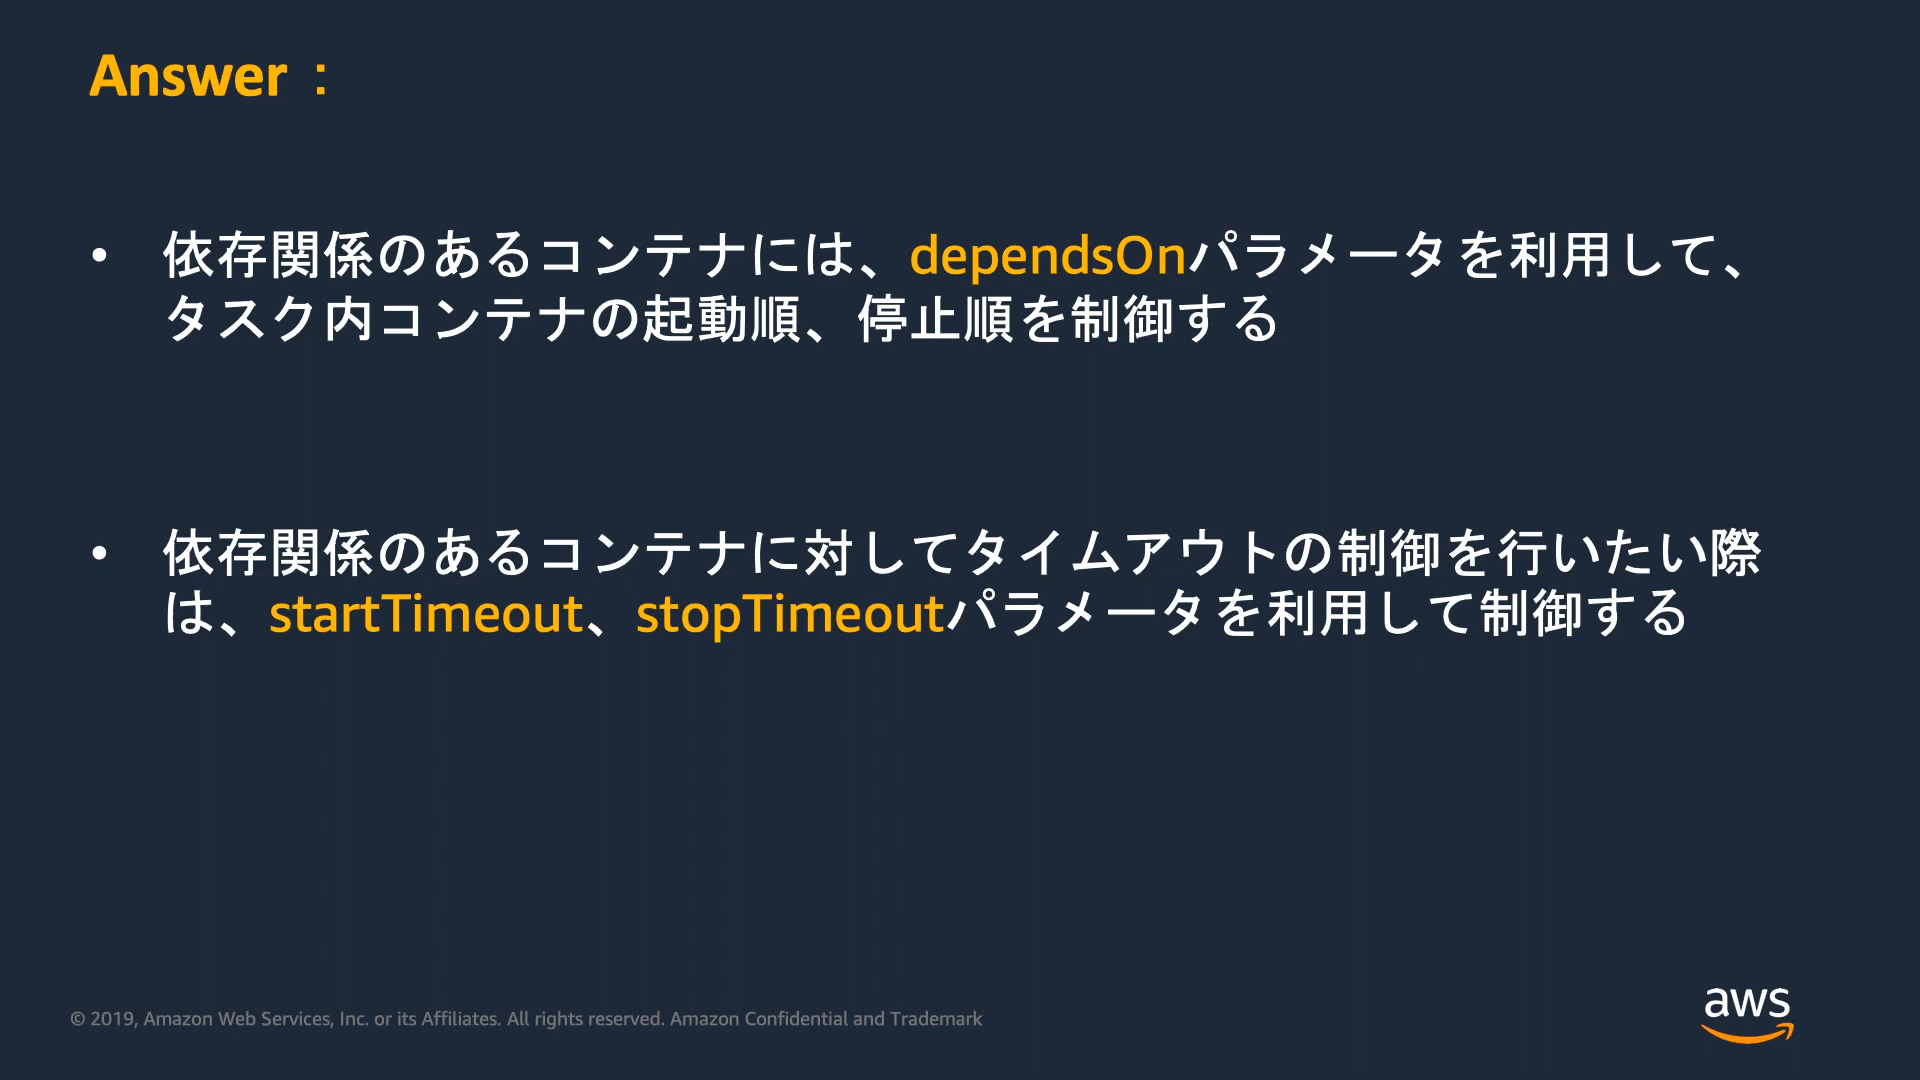 Answer：
• 依存関係のあるコンテナには、dependsOnパラメータを利用して、
タスク内コンテナの起動順、停止順を制御する
• 依存関係のあるコンテナに対してタイムアウトの制御を行いたい際
は、startTimeout、stopTimeoutパラメータを利用して制御する
© 2019, Amazon Web Services, Inc. or its Affiliates. All rights reserved. Amazon Confidential and Trademark
aws